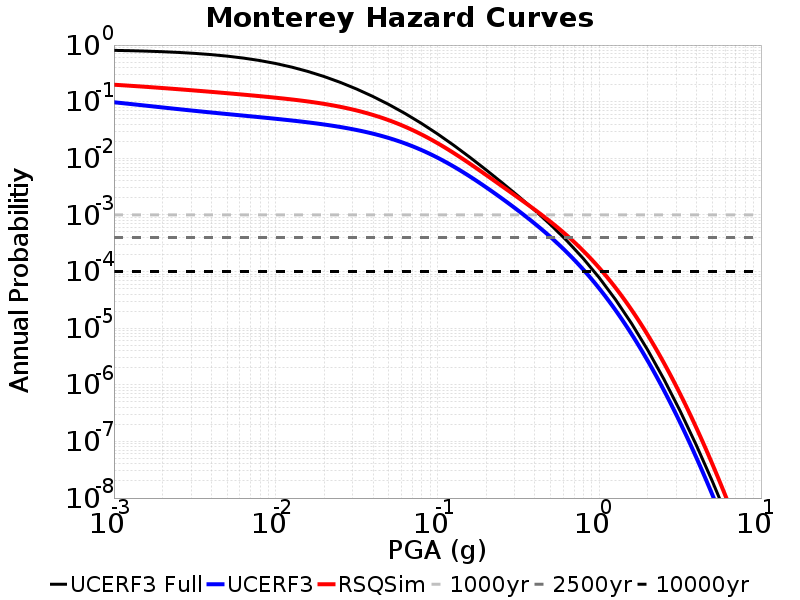 Monterey Hazard Curves
Annual Probabilitiy
10^0
10^-1
10^-2
10^-3
10^-4
10^-5
10^-6
10^-7
10^-8
10^-3 10^-2 10^-1 10^0 10^1
PGA (g)
UCERF3 Full UCERF3 RSQSim 1000yr 2500yr 10000yr